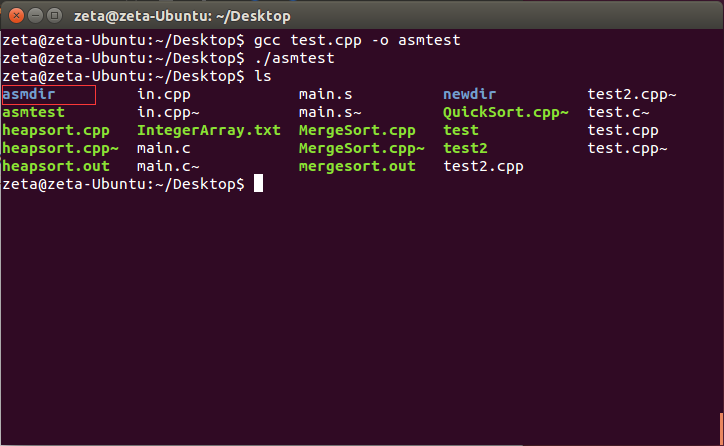 zeta@zeta-Ubuntu: ~/Desktop
zeta@zeta-Ubuntu:~/Desktop$ gcc test.cpp -o asmtest
zeta@zeta-Ubuntu:~/Desktop$ ./asmtest
zeta@zeta-Ubuntu:~/Desktop$ ls
asmdir in.cpp main.s newdir test2.cpp~
asmtest in.cpp~ main.s~ QuickSort.cpp~ test.c~
heapsort.cpp IntegerArray.txt MergeSort.cpp test test.cpp
heapsort.cpp~ main.c MergeSort.cpp~ test2 test.cpp~
heapsort.out main.c~ mergesort.out test2.cpp
zeta@zeta-Ubuntu:~/Desktop$